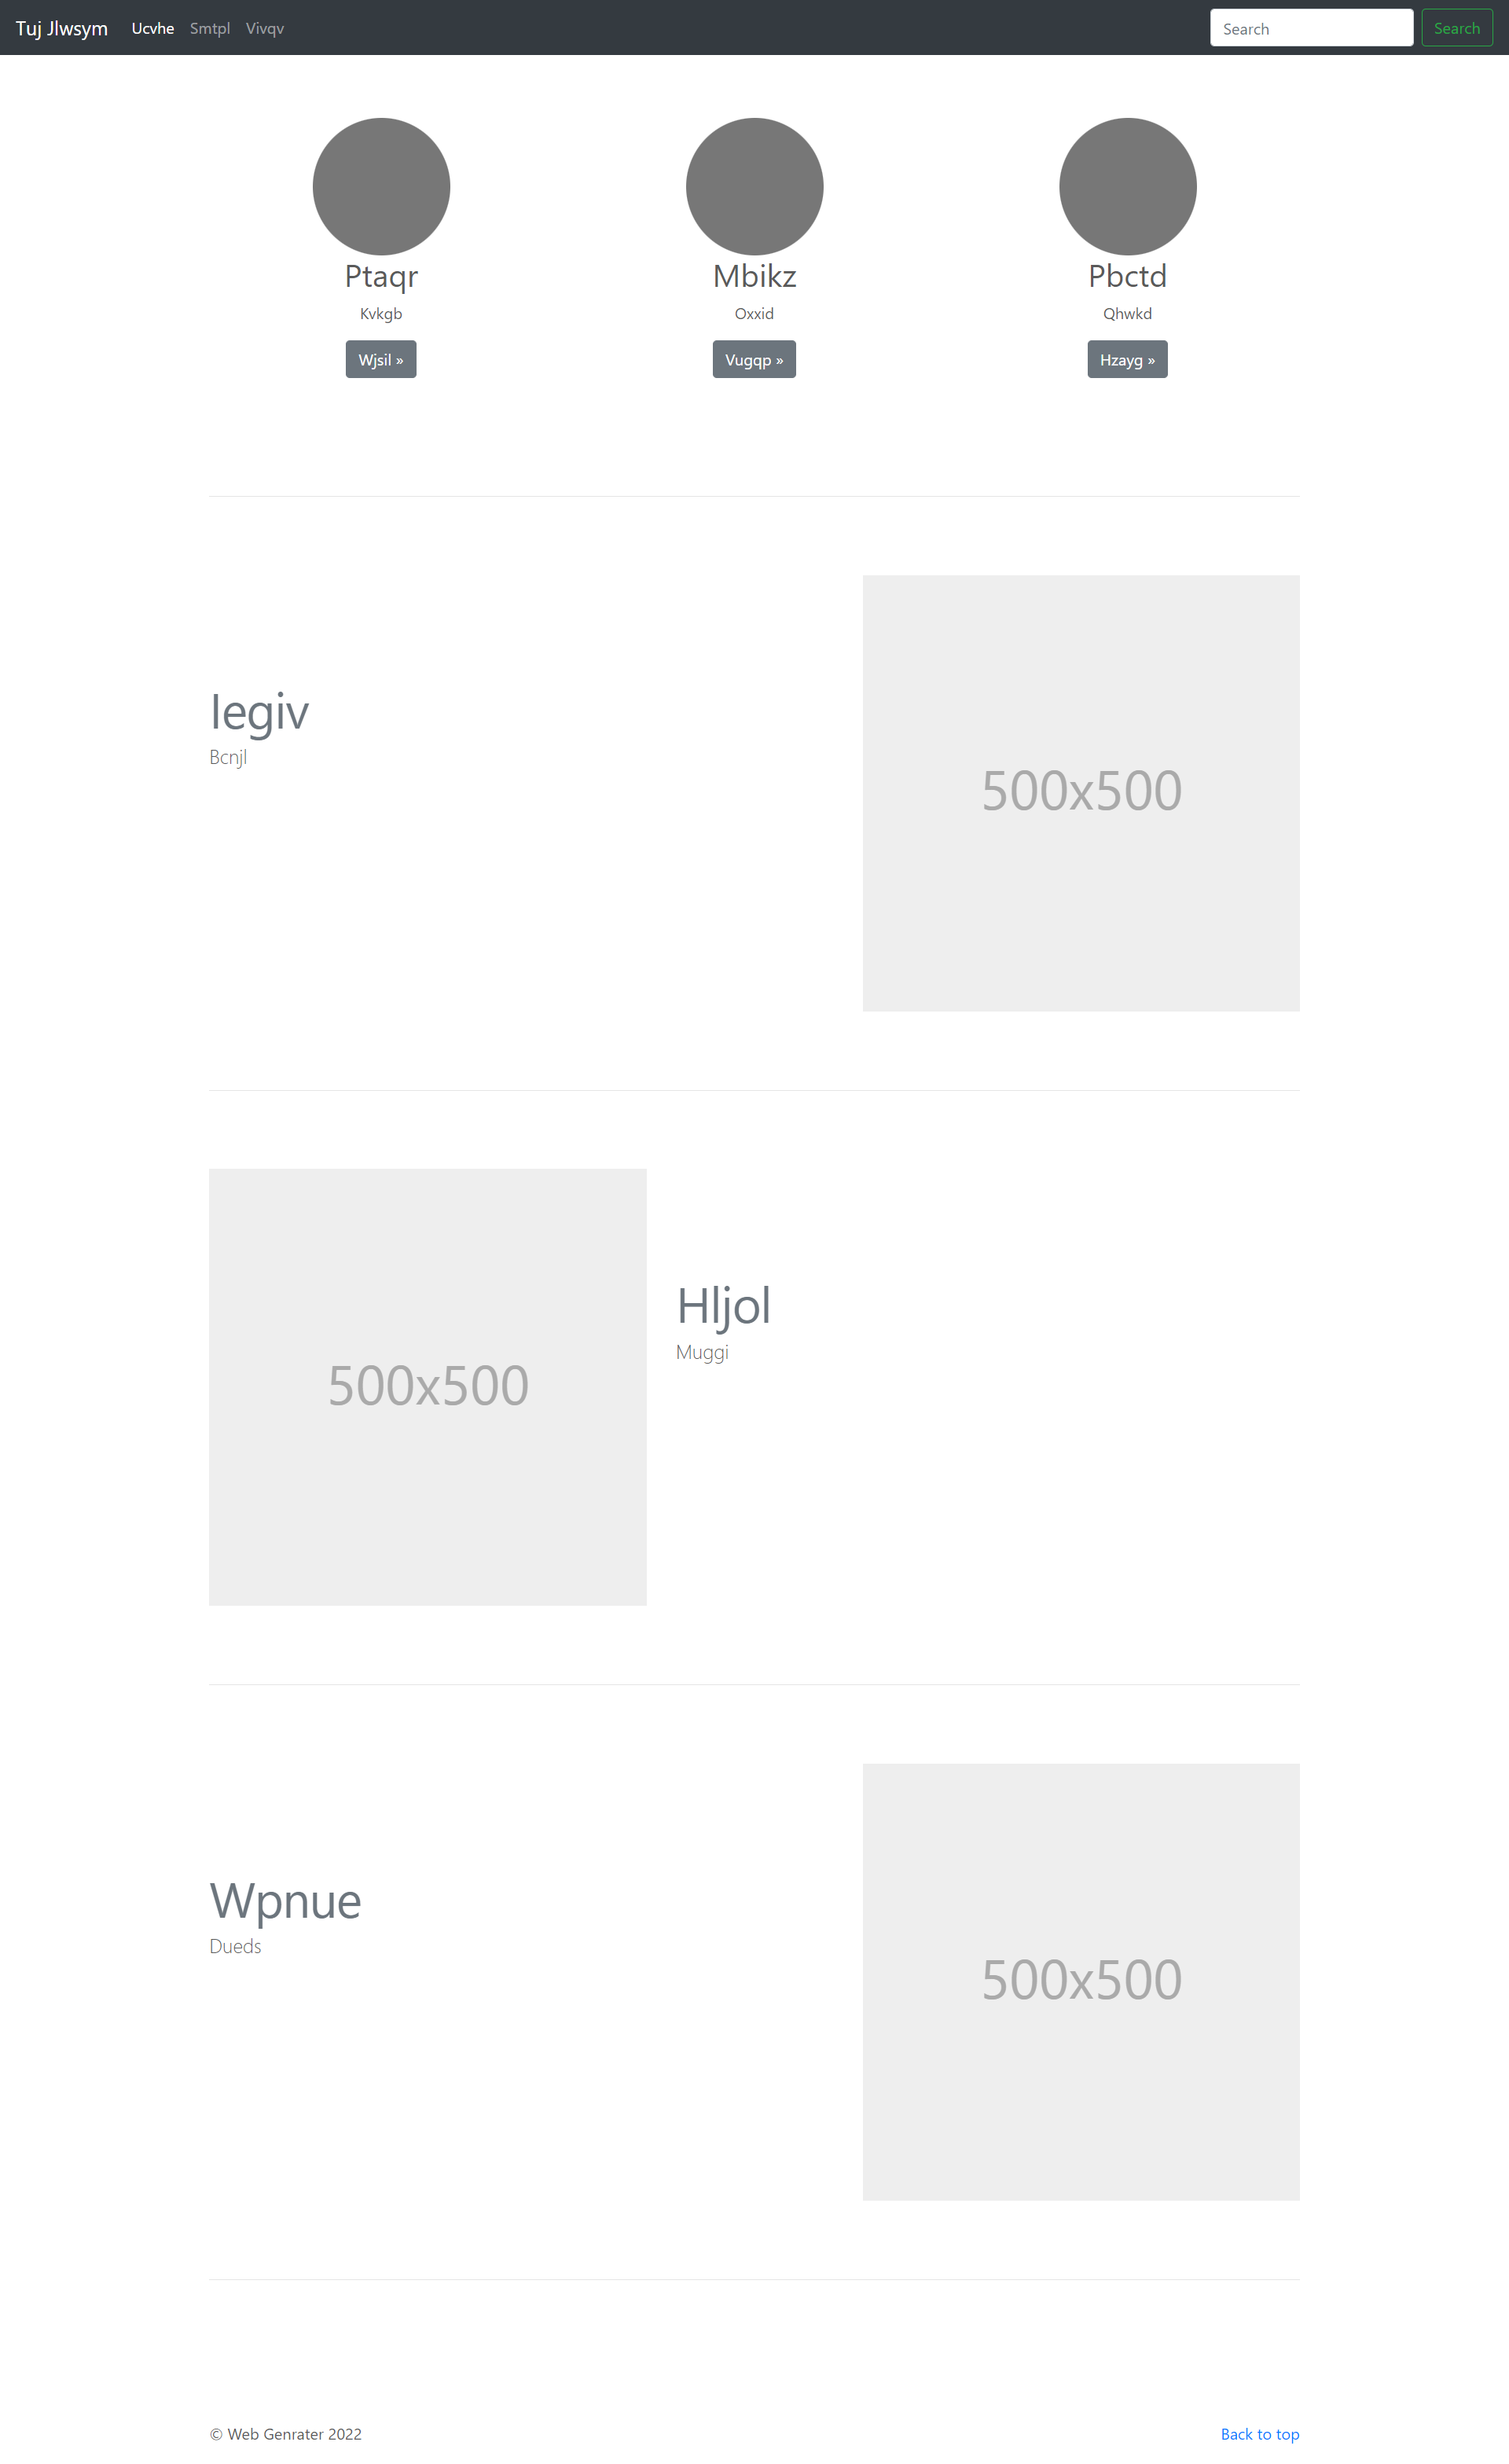 Tuj Jlwsym Ucvhe Smtpl Vivqv Search Search
Ptaqr Mbikz Pbctd
Kvkgb Oxxid Qhwkd
Wjsil » Vugqp » Hzayg »
Iegiv
Bcnjl
500x500
Hljol
Muggi
500x500
Wpnue
Dueds
500x500
© Web Genrater 2022 Back to top